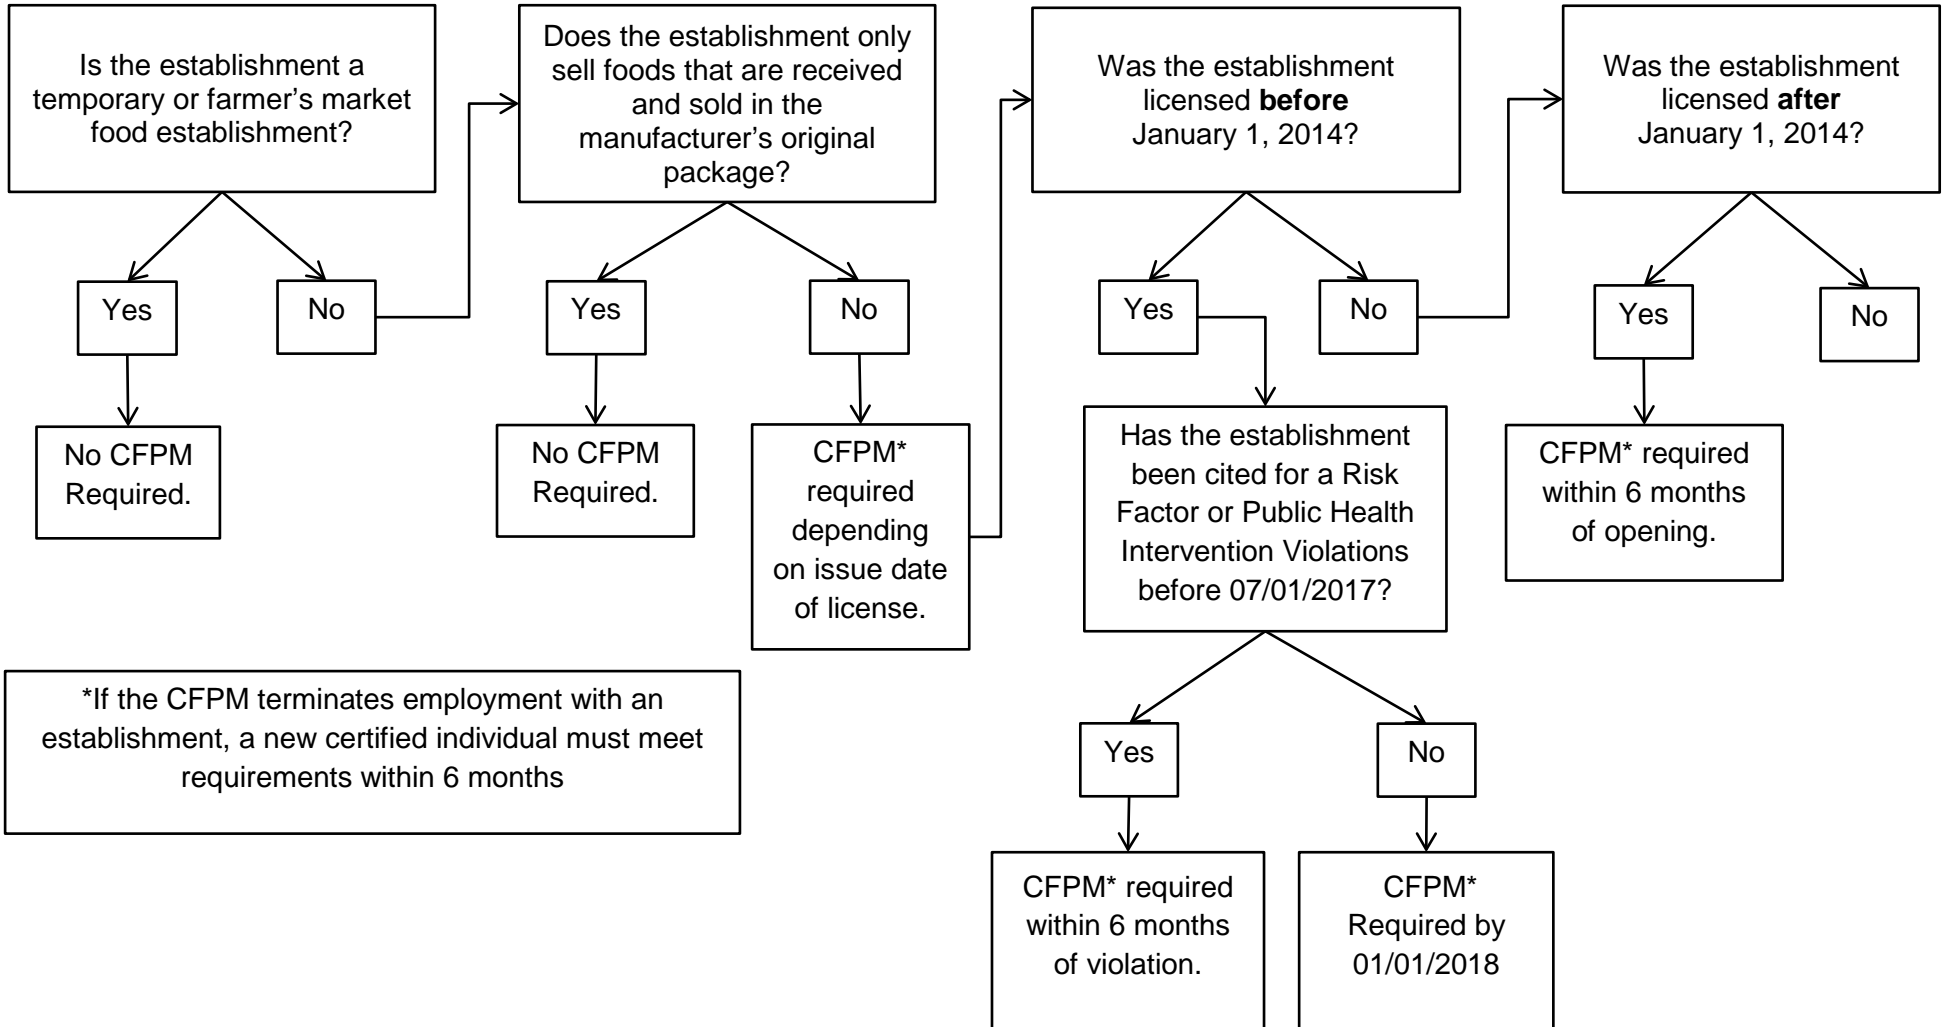 Is the establishment a
temporary or farmer’s market
food establishment?
Does the establishment only
sell foods that are received
and sold in the
manufacturer’s original
package?
Was the establishment
licensed before
January 1, 2014?
Was the establishment
licensed after
January 1, 2014?
Yes
No
Yes
No
Yes
No
Yes
No
No CFPM
Required.
No CFPM
Required.
CFPM*
required
depending
on issue date
of license.
Has the establishment
been cited for a Risk
Factor or Public Health
Intervention Violations
before 07/01/2017?
CFPM* required
within 6 months
of opening.
*If the CFPM terminates employment with an
establishment, a new certified individual must meet
requirements within 6 months
Yes
No
CFPM* required
within 6 months
of violation.
CFPM*
Required by
01/01/2018